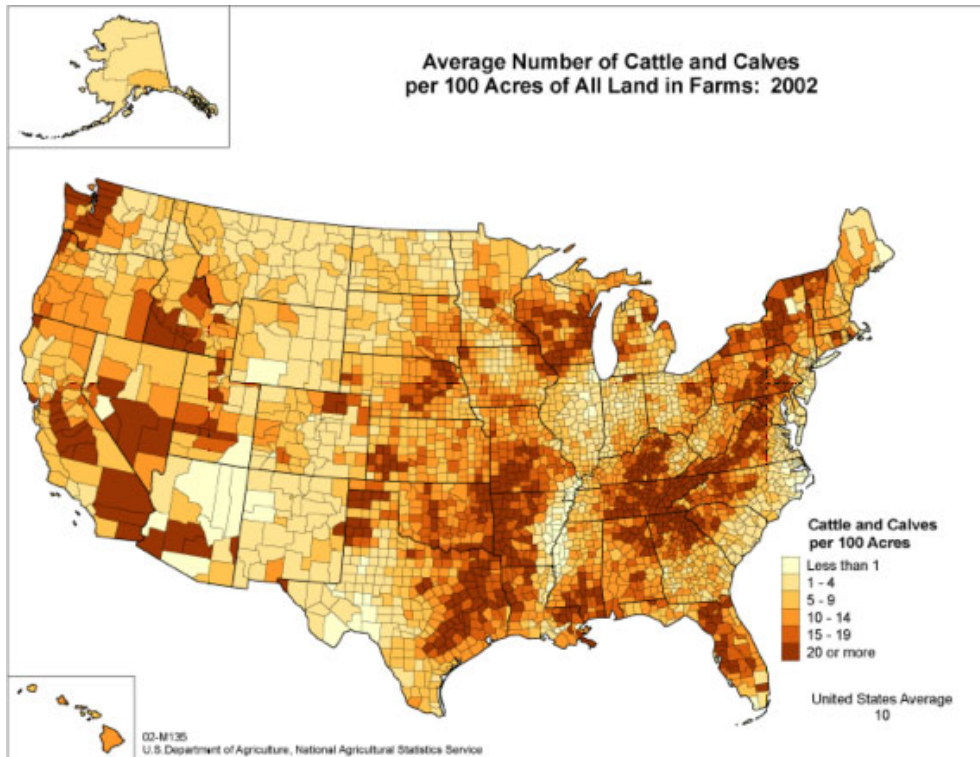 Average Number of Cattle and Calves
per 100 Acres of All Land in Farms: 2002
Cattle and Calves
per 100 Acres
Less than 1
1 - 4
5 - 9
10 - 14
15 - 19
20 or more
United States Average
10
02-M135
U.S.Department of Agriculture, National Agricultural Statistics Service